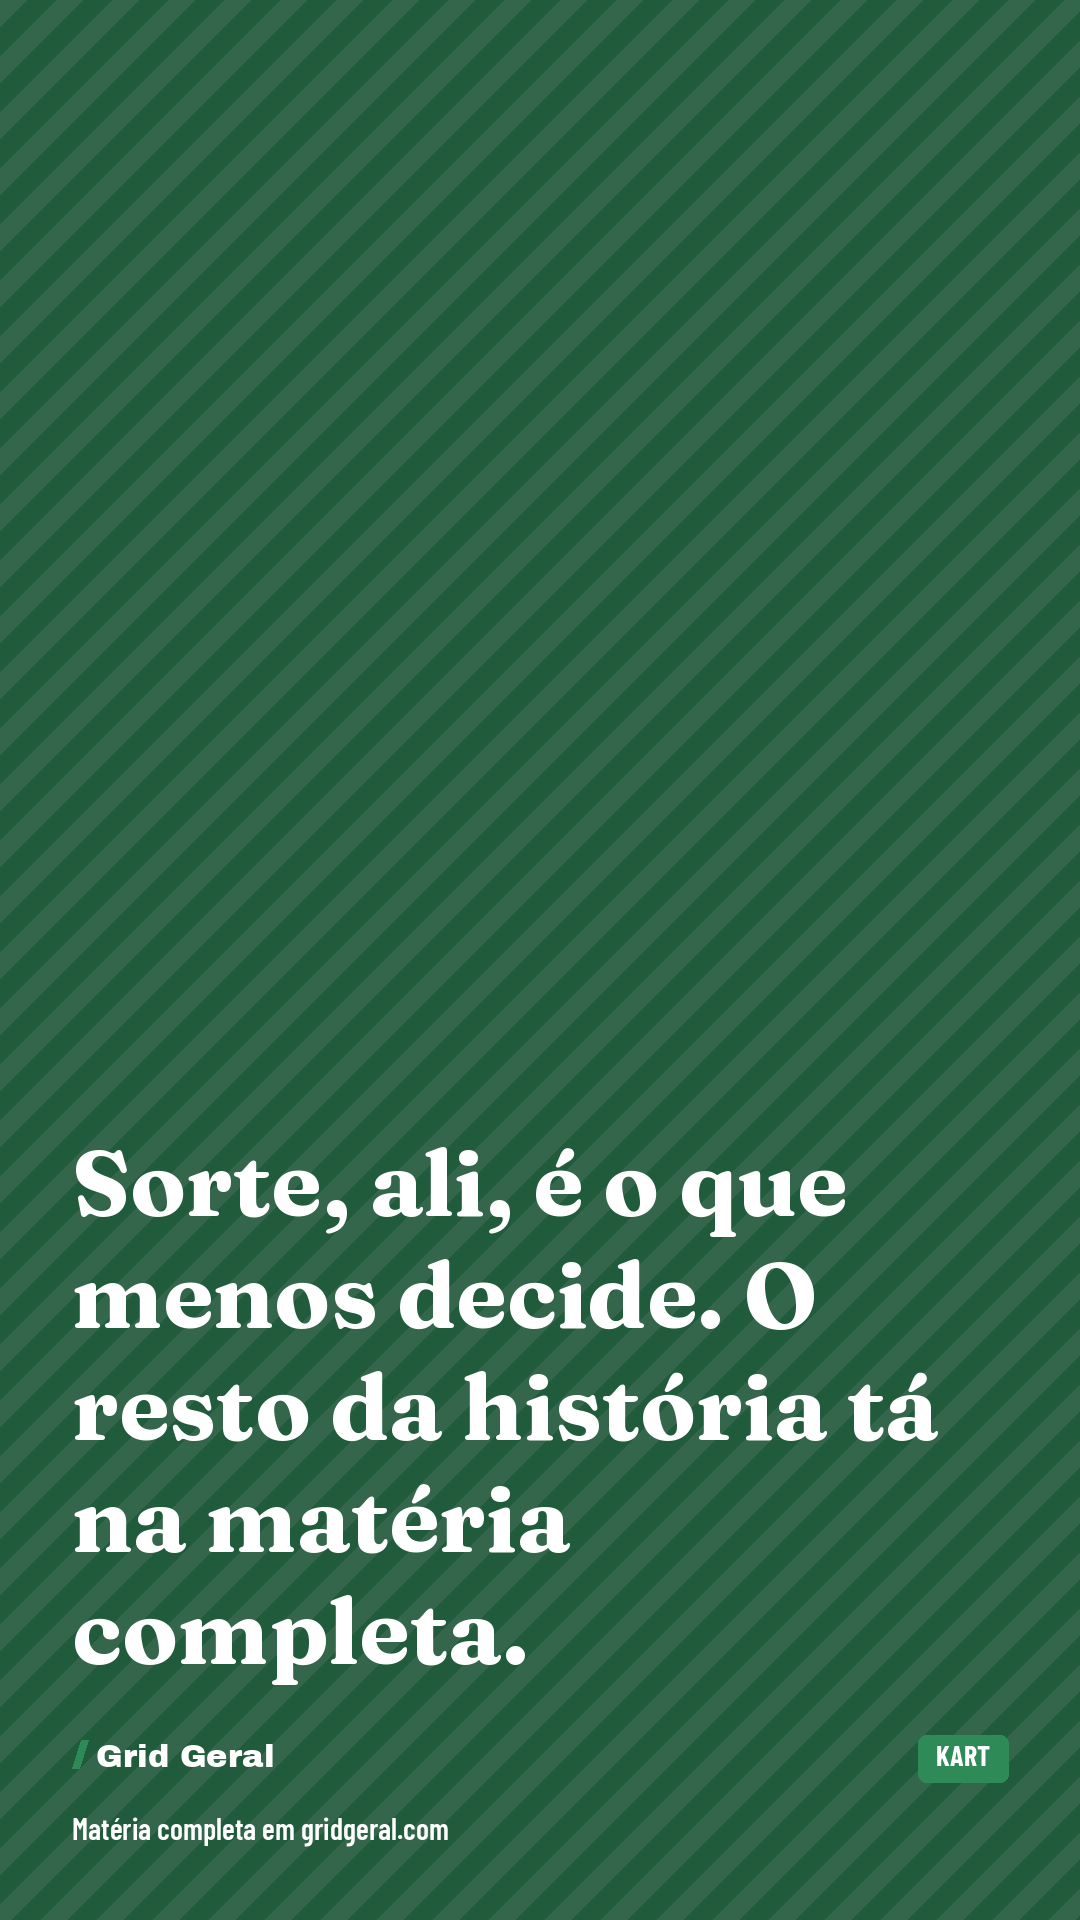 Sorte, ali, é o que
menos decide. O
resto da história tá
na matéria
completa.
Grid Geral
KART
Matéria completa em gridgeral.com